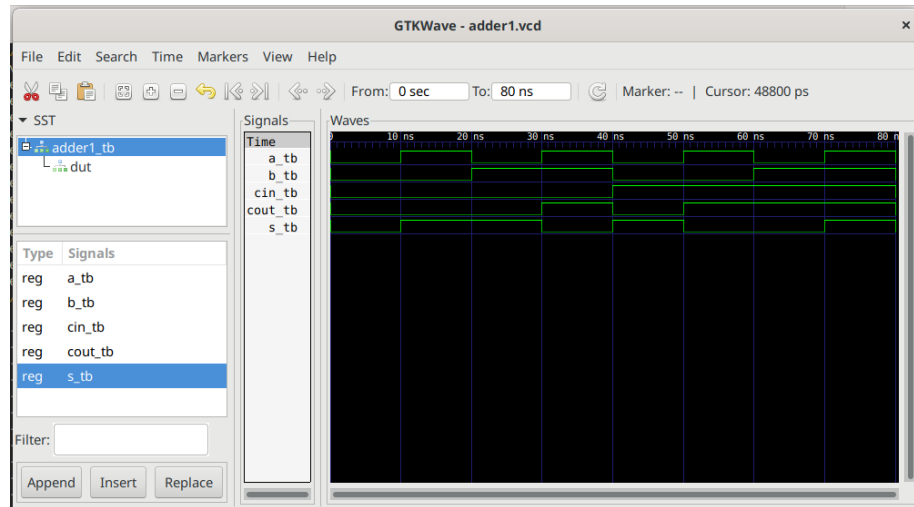 GTKWave - adder1.vcd ×
File Edit Search Time Markers View Help
From: 0 sec To: 80 ns Marker: -- | Cursor: 48800 ps
SST
adder1_tb
dut
Type Signals
reg a_tb
reg b_tb
reg cin_tb
reg cout_tb
reg s_tb
Filter:
Append Insert Replace
Signals
Time
a_tb
b_tb
cin_tb
cout_tb
s_tb
Waves
0 10 ns 20 ns 30 ns 40 ns 50 ns 60 ns 70 ns 80 n